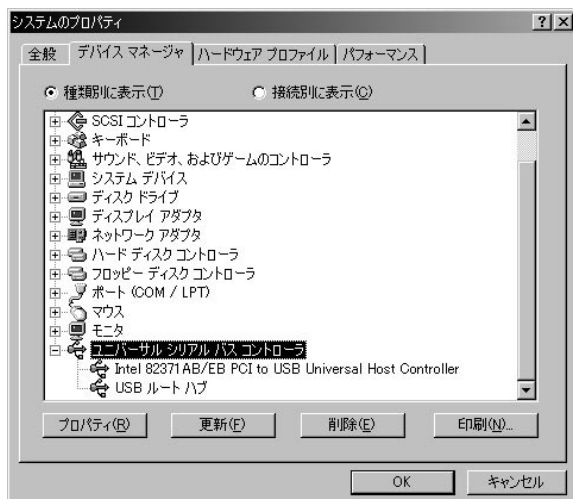 システムのプロパティ
全般 デバイス マネージャ ハードウェア プロファイル パフォーマンス
種類別に表示(T) 接続別に表示(C)
SCSI コントローラ
キーボード
サウンド、ビデオ、およびゲームのコントローラ
システム デバイス
ディスク ドライブ
ディスプレイ アダプタ
ネットワーク アダプタ
ハード ディスク コントローラ
フロッピー ディスク コントローラ
ポート (COM / LPT)
マウス
モニタ
ユニバーサル シリアル バス コントローラ
Intel 82371AB/EB PCI to USB Universal Host Controller
USB ルート ハブ
プロパティ(R) 更新(F) 削除(E) 印刷(N)...
OK キャンセル